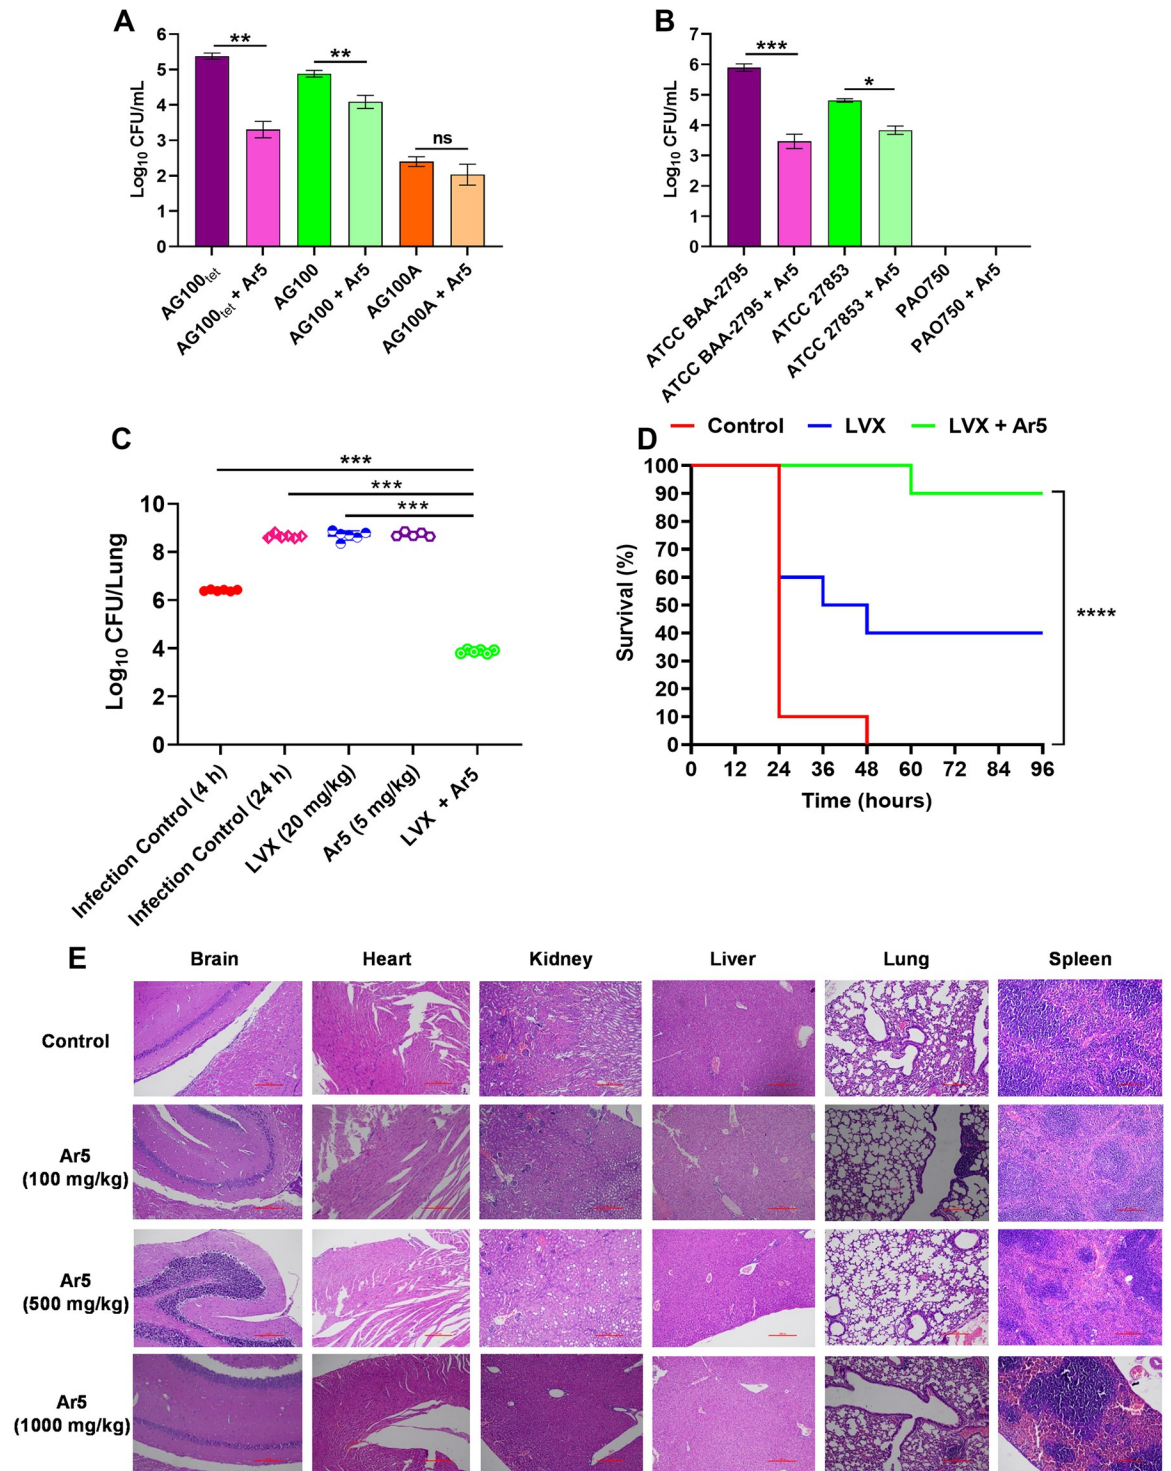 A
Log10 CFU/mL
6
5
4
3
2
1
0
**
**
ns
AG100tet
AG100tet + Ar5
AG100
AG100 + Ar5
AG100A
AG100A + Ar5
B
Log10 CFU/mL
7
6
5
4
3
2
1
0
***
*
ATCC BAA-2795
ATCC BAA-2795 + Ar5
ATCC 27853
ATCC 27853 + Ar5
PAO750
PAO750 + Ar5
C
Log10 CFU/Lung
10
8
6
4
2
0
***
***
***
Infection Control (4 h)
Infection Control (24 h)
LVX (20 mg/kg)
Ar5 (5 mg/kg)
LVX + Ar5
D
Control LVX LVX + Ar5
Survival (%)
100
90
80
70
60
50
40
30
20
10
0
0 12 24 36 48 60 72 84 96
Time (hours)
****
E
Brain Heart Kidney Liver Lung Spleen
Control
Ar5
(100 mg/kg)
Ar5
(500 mg/kg)
Ar5
(1000 mg/kg)